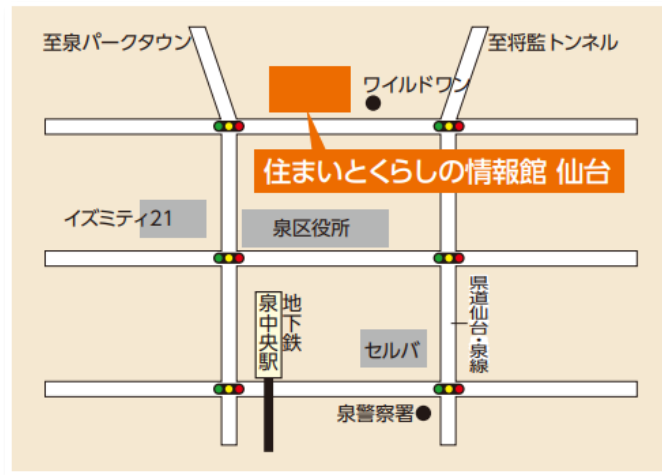 至泉パークタウン
至将監トンネル
ワイルドワン
住まいとくらしの情報館 仙台
イズミティ21
泉区役所
地下鉄
泉中央駅
県道仙台・泉線
セルバ
泉警察署